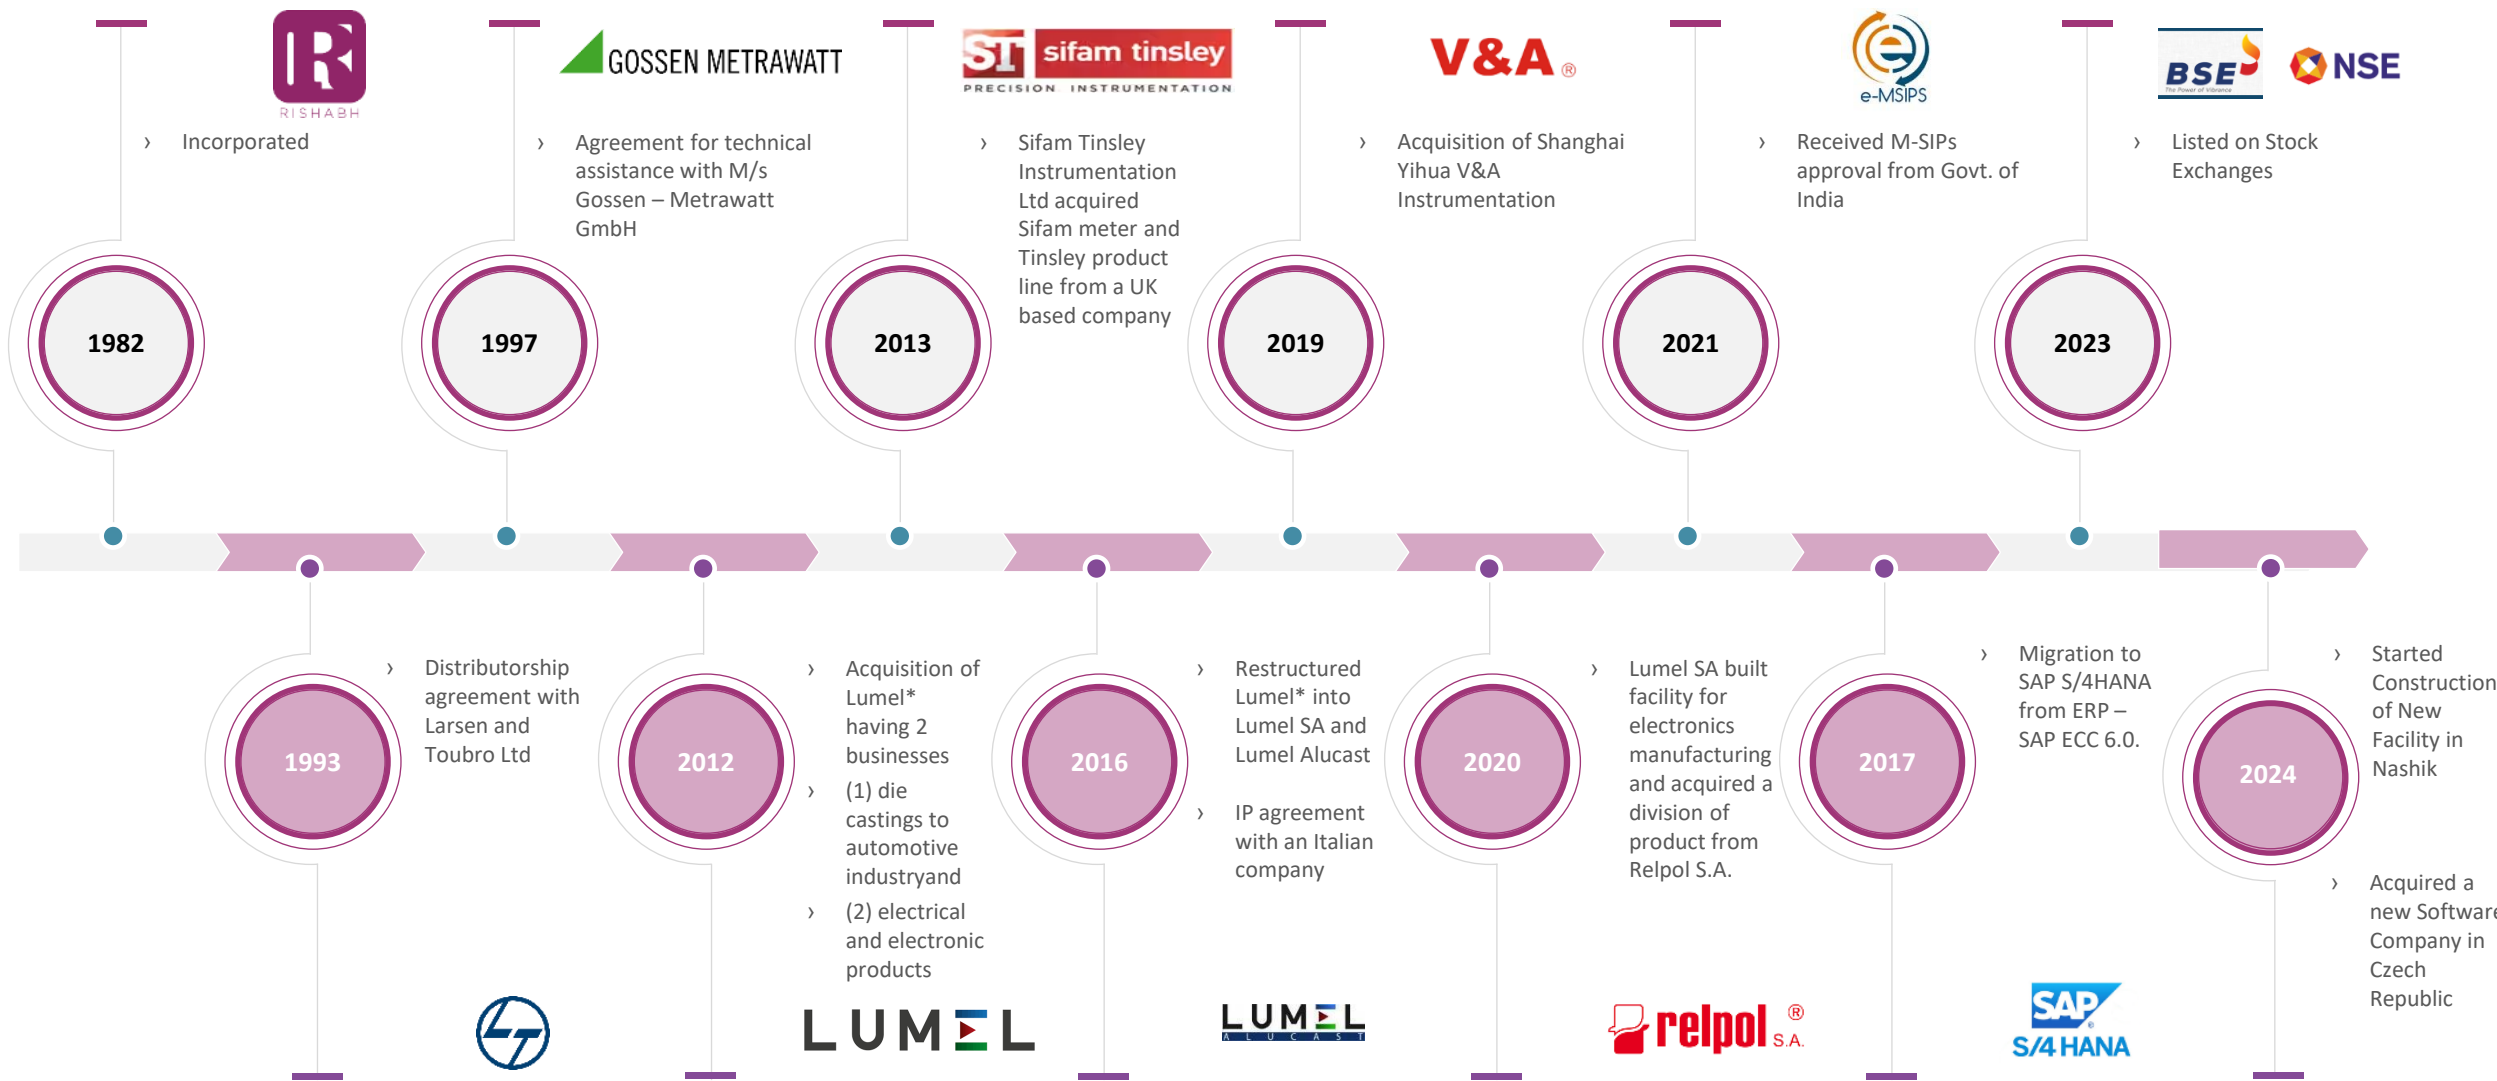 RISHABH
› Incorporated
1982
GOSSEN METRAWATT
› Agreement for technical
assistance with M/s
Gossen – Metrawatt
GmbH
1997
ST sifam tinsley
PRECISION INSTRUMENTATION
› Sifam Tinsley
Instrumentation
Ltd acquired
Sifam meter and
Tinsley product
line from a UK
based company
2013
V&A ®
› Acquisition of Shanghai
Yihua V&A
Instrumentation
2019
e-MSIPS
› Received M-SIPs
approval from Govt. of
India
2021
BSE
The Power of Vibrance
NSE
› Listed on Stock
Exchanges
2023
1993
› Distributorship
agreement with
Larsen and
Toubro Ltd
LT
2012
› Acquisition of
Lumel*
having 2
businesses
› (1) die
castings to
automotive
industryand
› (2) electrical
and electronic
products
LUMEL
2016
› Restructured
Lumel* into
Lumel SA and
Lumel Alucast
› IP agreement
with an Italian
company
LUMEL
ALUCAST
2020
› Lumel SA built
facility for
electronics
manufacturing
and acquired a
division of
product from
Relpol S.A.
relpol ® S.A.
2017
› Migration to
SAP S/4HANA
from ERP –
SAP ECC 6.0.
SAP
S/4 HANA
2024
› Started
Construction
of New
Facility in
Nashik
› Acquired a
new Software
Company in
Czech
Republic